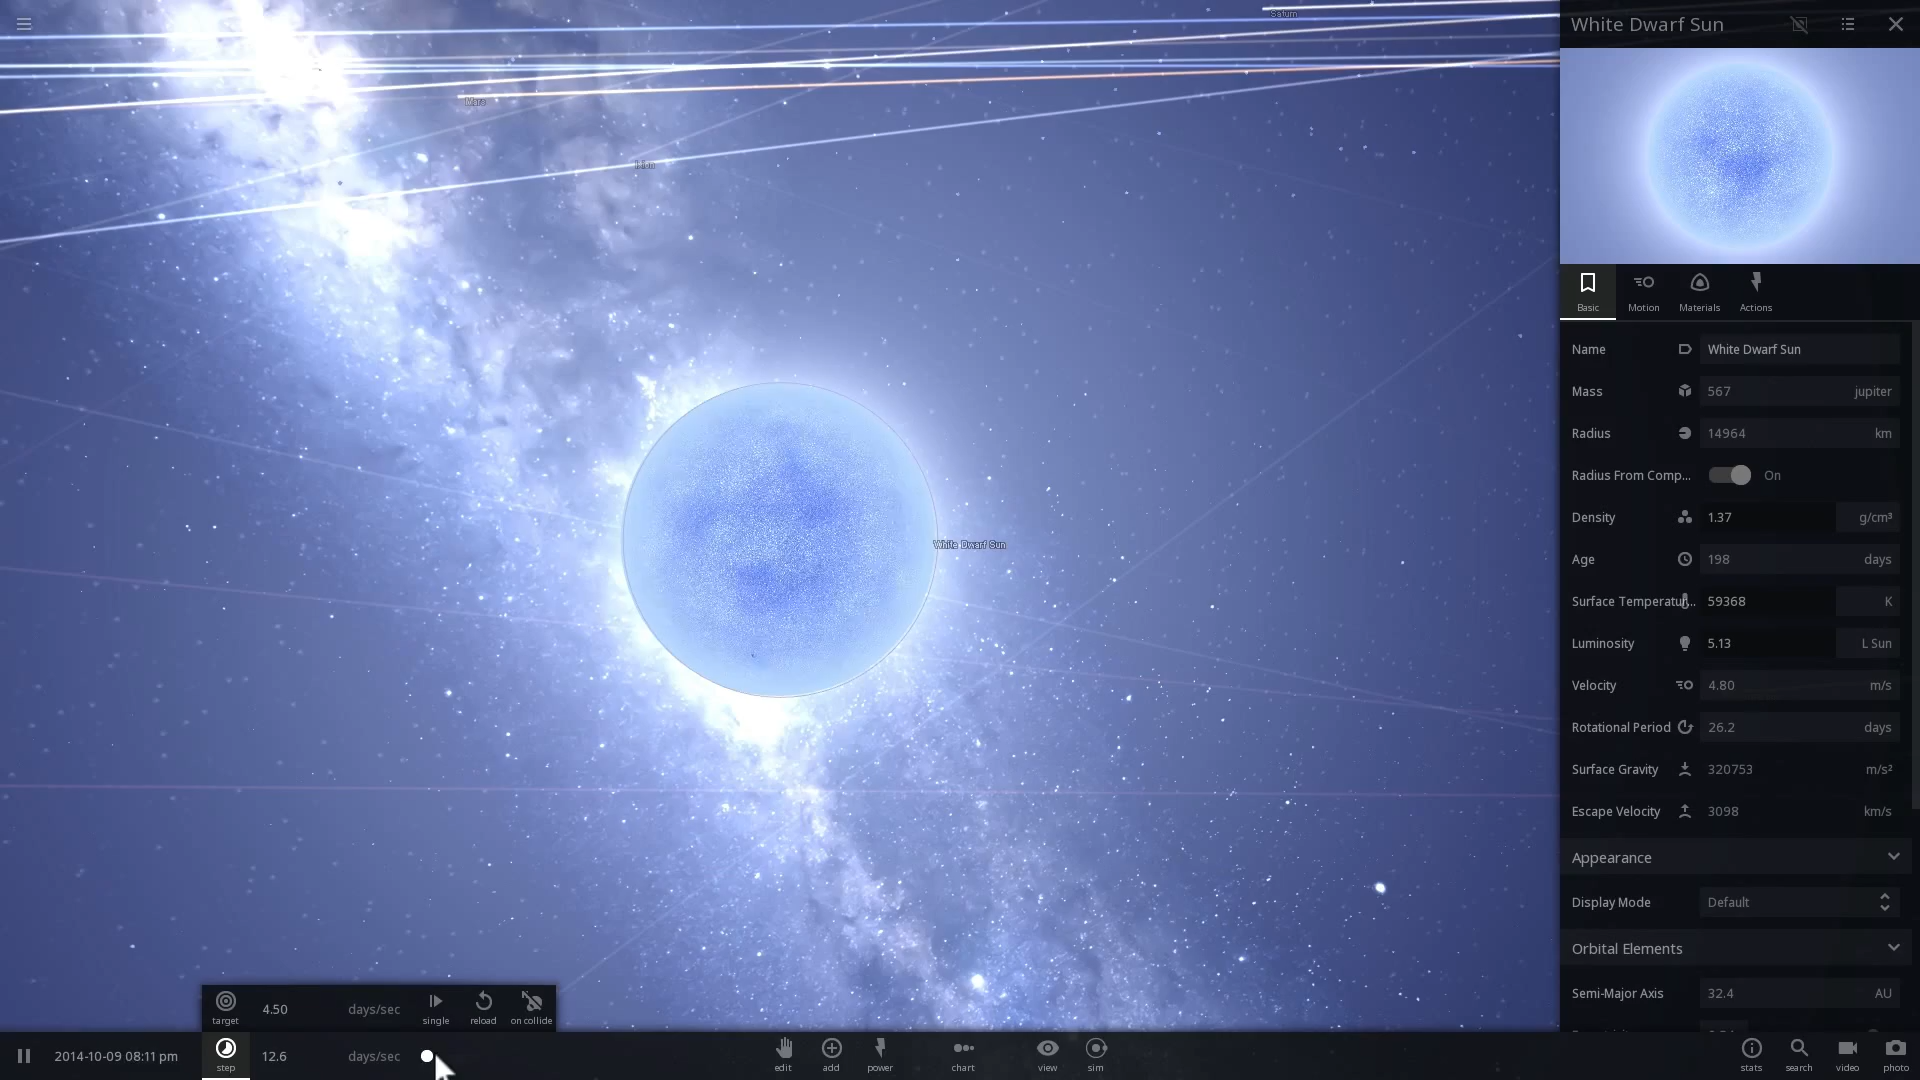 Saturn
White Dwarf Sun
Mars
Ixion
White Dwarf Sun
Basic
Motion
Materials
Actions
Name White Dwarf Sun
Mass 567 jupiter
Radius 14964 km
Radius From Comp... On
Density 1.37 g/cm³
Age 198 days
Surface Temperatur... 59368 K
Luminosity 5.13 L Sun
Velocity 4.80 m/s
Rotational Period 26.2 days
Surface Gravity 320753 m/s²
Escape Velocity 3098 km/s
Appearance
Display Mode Default
Orbital Elements
Semi-Major Axis 32.4 AU
target 4.50 days/sec single reload on collide
2014-10-09 08:11 pm step 12.6 days/sec edit add power chart view sim stats search video photo